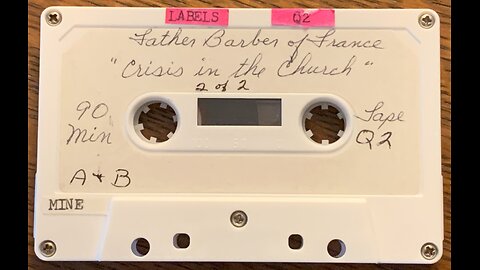 LABELS Q2
Father Barber of France
"Crisis in the Church"
2 of 2
90 Min
Tape Q2
A + B
MINE